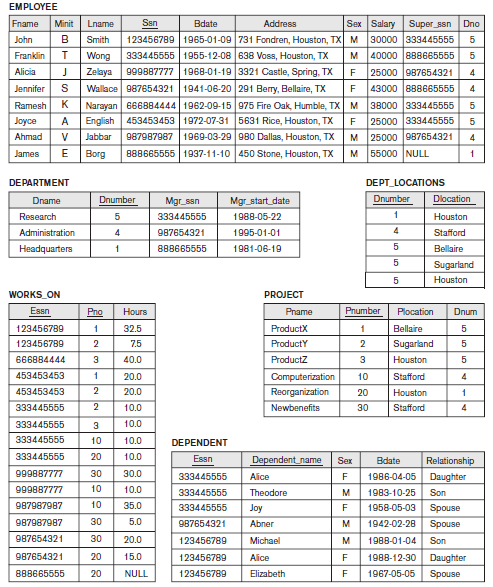 EMPLOYEE
Fname Minit Lname Ssn Bdate Address Sex Salary Super_ssn Dno
John B Smith 123456789 1965-01-09 731 Fondren, Houston, TX M 30000 333445555 5
Franklin T Wong 333445555 1955-12-08 638 Voss, Houston, TX M 40000 888665555 5
Alicia J Zelaya 999887777 1968-01-19 3321 Castle, Spring, TX F 25000 987654321 4
Jennifer S Wallace 987654321 1941-06-20 291 Berry, Bellaire, TX F 43000 888665555 4
Ramesh K Narayan 666884444 1962-09-15 975 Fire Oak, Humble, TX M 38000 333445555 5
Joyce A English 453453453 1972-07-31 5631 Rice, Houston, TX F 25000 333445555 5
Ahmad V Jabbar 987987987 1969-03-29 980 Dallas, Houston, TX M 25000 987654321 4
James E Borg 888665555 1937-11-10 450 Stone, Houston, TX M 55000 NULL 1
DEPARTMENT
Dname Dnumber Mgr_ssn Mgr_start_date
Research 5 333445555 1988-05-22
Administration 4 987654321 1995-01-01
Headquarters 1 888665555 1981-06-19
DEPT_LOCATIONS
Dnumber Dlocation
1 Houston
4 Stafford
5 Bellaire
5 Sugarland
5 Houston
WORKS_ON
Essn Pno Hours
123456789 1 32.5
123456789 2 7.5
666884444 3 40.0
453453453 1 20.0
453453453 2 20.0
333445555 2 10.0
333445555 3 10.0
333445555 10 10.0
333445555 20 10.0
999887777 30 30.0
999887777 10 10.0
987987987 10 35.0
987987987 30 5.0
987654321 30 20.0
987654321 20 15.0
888665555 20 NULL
PROJECT
Pname Pnumber Plocation Dnum
ProductX 1 Bellaire 5
ProductY 2 Sugarland 5
ProductZ 3 Houston 5
Computerization 10 Stafford 4
Reorganization 20 Houston 1
Newbenefits 30 Stafford 4
DEPENDENT
Essn Dependent_name Sex Bdate Relationship
333445555 Alice F 1986-04-05 Daughter
333445555 Theodore M 1983-10-25 Son
333445555 Joy F 1958-05-03 Spouse
987654321 Abner M 1942-02-28 Spouse
123456789 Michael M 1988-01-04 Son
123456789 Alice F 1988-12-30 Daughter
123456789 Elizabeth F 1967-05-05 Spouse